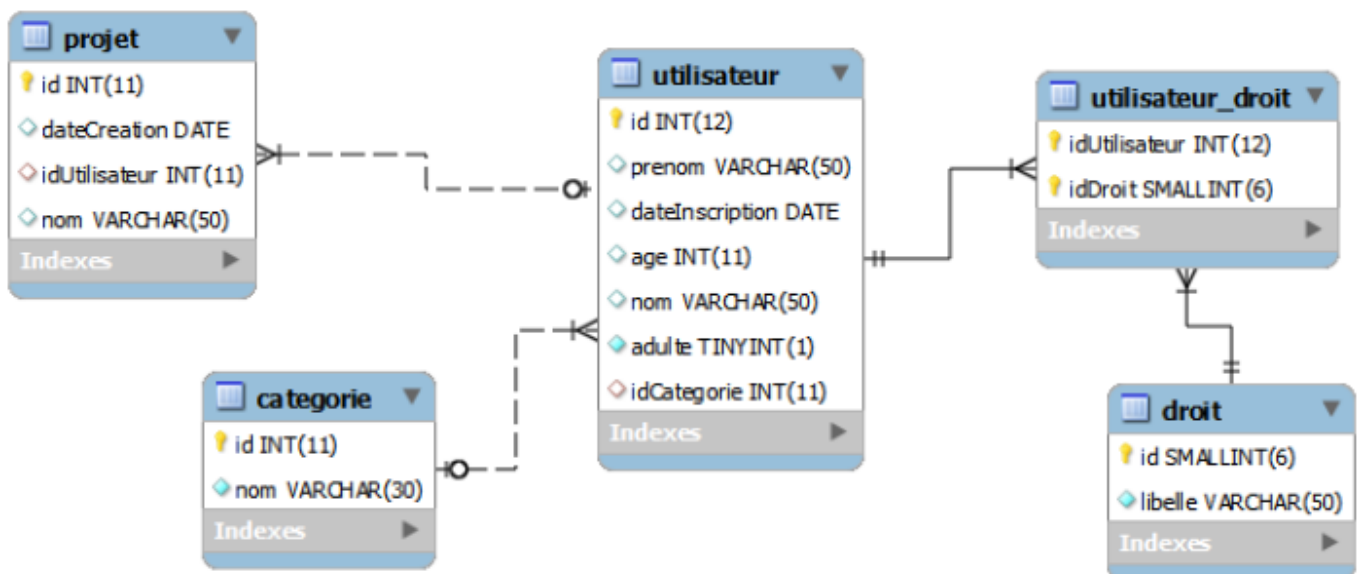 projet
id INT(11)
dateCreation DATE
idUtilisateur INT(11)
nom VARCHAR(50)
Indexes
utilisateur
id INT(12)
prenom VARCHAR(50)
dateInscription DATE
age INT(11)
nom VARCHAR(50)
adulte TINYINT(1)
idCategorie INT(11)
Indexes
utilisateur_droit
idUtilisateur INT(12)
idDroit SMALLINT(6)
Indexes
categorie
id INT(11)
nom VARCHAR(30)
Indexes
droit
id SMALLINT(6)
libelle VARCHAR(50)
Indexes